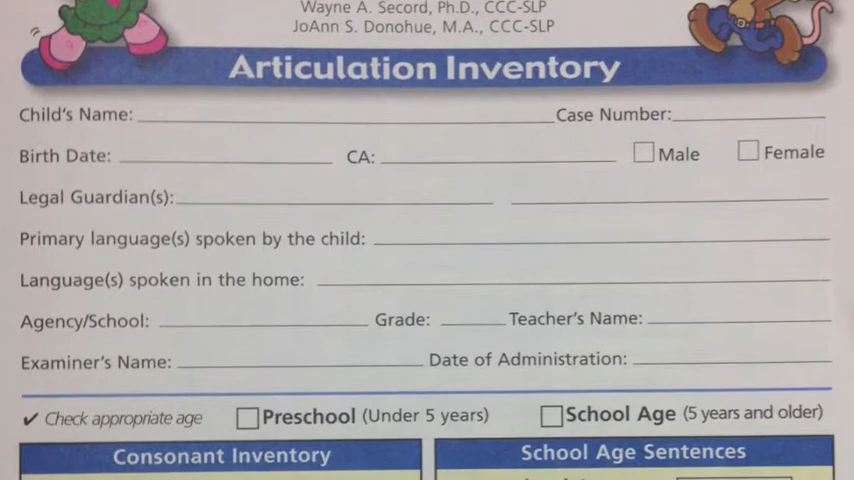 Wayne A. Secord, Ph.D., CCC-SLP
JoAnn S. Donohue, M.A., CCC-SLP
Articulation Inventory
Child's Name: Case Number:
Birth Date: CA: Male Female
Legal Guardian(s):
Primary language(s) spoken by the child:
Language(s) spoken in the home:
Agency/School: Grade: Teacher's Name:
Examiner's Name: Date of Administration:
✓ Check appropriate age Preschool (Under 5 years) School Age (5 years and older)
Consonant Inventory School Age Sentences